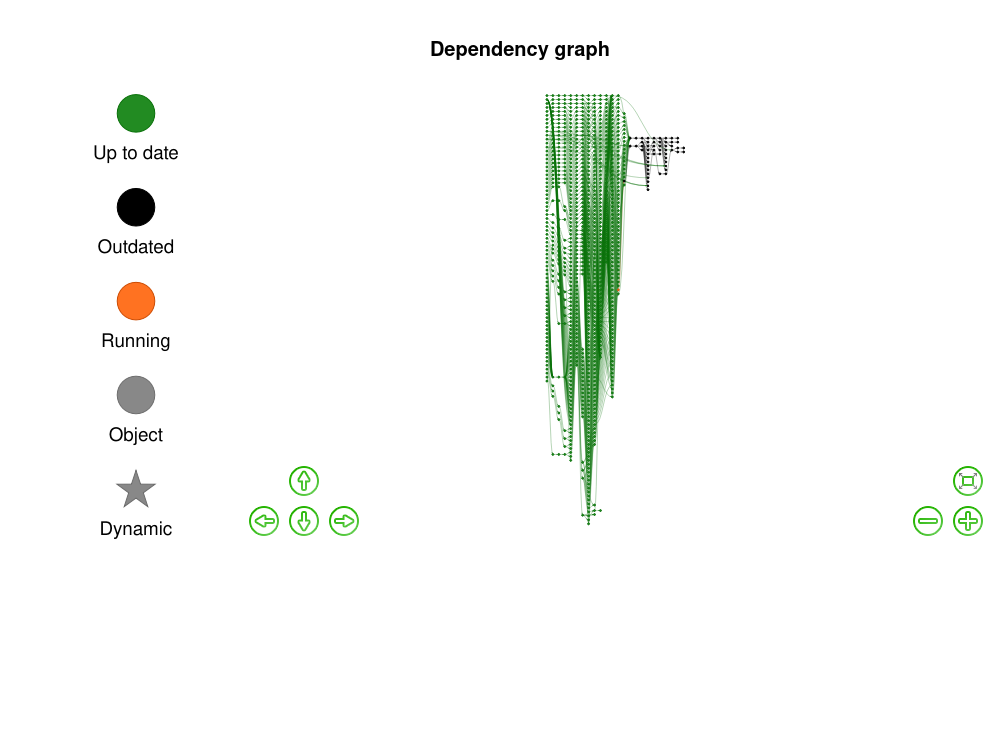 Dependency graph
Up to date
Outdated
Running
Object
Dynamic